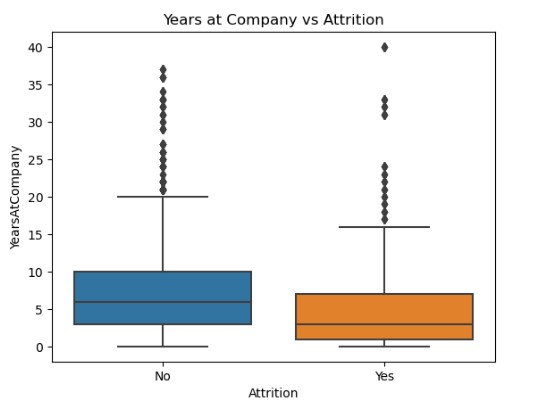 Years at Company vs Attrition
40
35
30
25
20
15
10
5
0
YearsAtCompany
No
Yes
Attrition